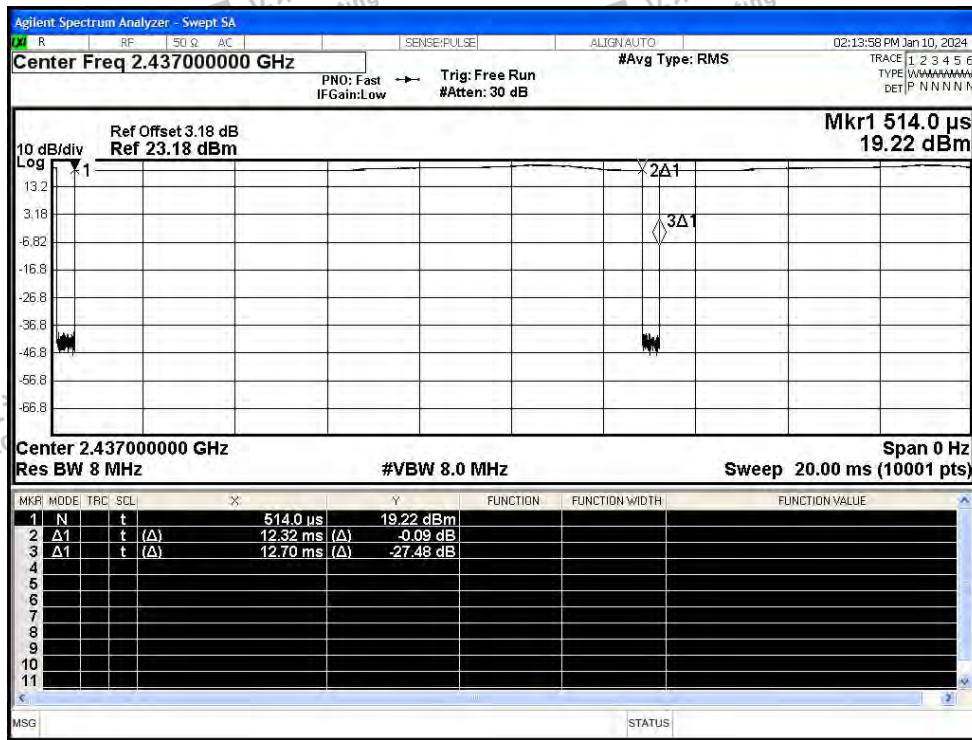 Agilent Spectrum Analyzer - Swept SA
R RF 50 Ω AC SENSE:PULSE ALIGN AUTO 02:13:58 PM Jan 10, 2024
Center Freq 2.437000000 GHz #Avg Type: RMS TRACE 1 2 3 4 5 6
PNO: Fast Trig: Free Run TYPE WWWWWW
IFGain:Low #Atten: 30 dB DET P N N N N N
Mkr1 514.0 µs
Ref Offset 3.18 dB
10 dB/div Ref 23.18 dBm 19.22 dBm
Log
1 2Δ1
13.2
3.18
3Δ1
-6.82
-16.8
-26.8
-36.8
-46.8
-56.8
-66.8
Center 2.437000000 GHz Span 0 Hz
Res BW 8 MHz #VBW 8.0 MHz Sweep 20.00 ms (10001 pts)
MKR MODE TRC SCL X Y FUNCTION FUNCTION WIDTH FUNCTION VALUE
1 N t 514.0 µs 19.22 dBm
2 Δ1 t (Δ) 12.32 ms (Δ) -0.09 dB
3 Δ1 t (Δ) 12.70 ms (Δ) -27.48 dB
4
5
6
7
8
9
10
11
MSG STATUS